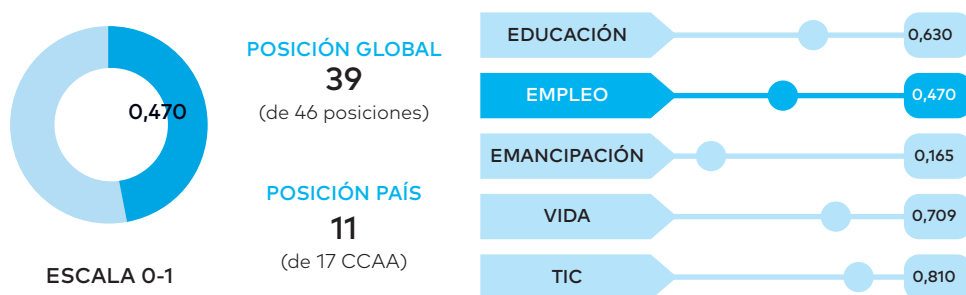 0,470
ESCALA 0-1
POSICIÓN GLOBAL
39
(de 46 posiciones)
POSICIÓN PAÍS
11
(de 17 CCAA)
EDUCACIÓN 0,630
EMPLEO 0,470
EMANCIPACIÓN 0,165
VIDA 0,709
TIC 0,810